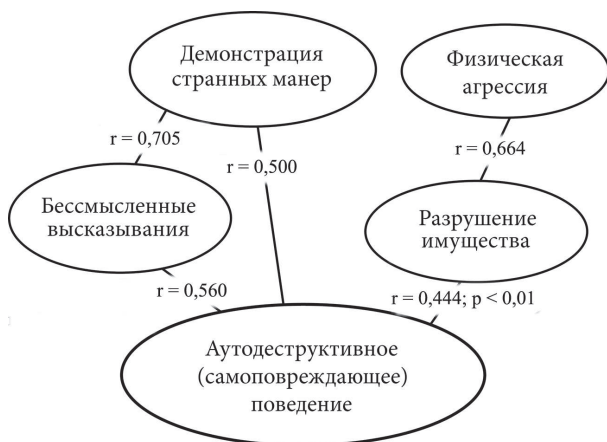 Демонстрация
странных манер
Физическая
агрессия
r = 0,705
r = 0,500
r = 0,664
Бессмысленные
высказывания
Разрушение
имущества
r = 0,560
r = 0,444; p < 0,01
Аутодеструктивное
(самоповреждающее)
поведение